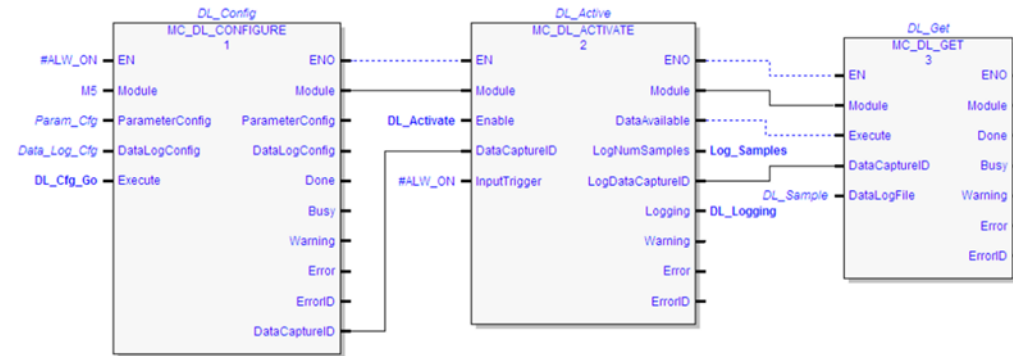 DL_Config
MC_DL_CONFIGURE
1
#ALW_ON EN ENO
M5 Module Module
Param_Cfg ParameterConfig ParameterConfig
Data_Log_Cfg DataLogConfig DataLogConfig
DL_Cfg_Go Execute Done
Busy
Warning
Error
ErrorID
DataCaptureID
DL_Active
MC_DL_ACTIVATE
2
EN ENO
Module Module
DL_Activate Enable DataAvailable
DataCaptureID LogNumSamples Log_Samples
#ALW_ON InputTrigger LogDataCaptureID
Logging DL_Logging
Warning
Error
ErrorID
DL_Get
MC_DL_GET
3
EN ENO
Module Module
Execute Done
DataCaptureID Busy
DL_Sample DataLogFile Warning
Error
ErrorID